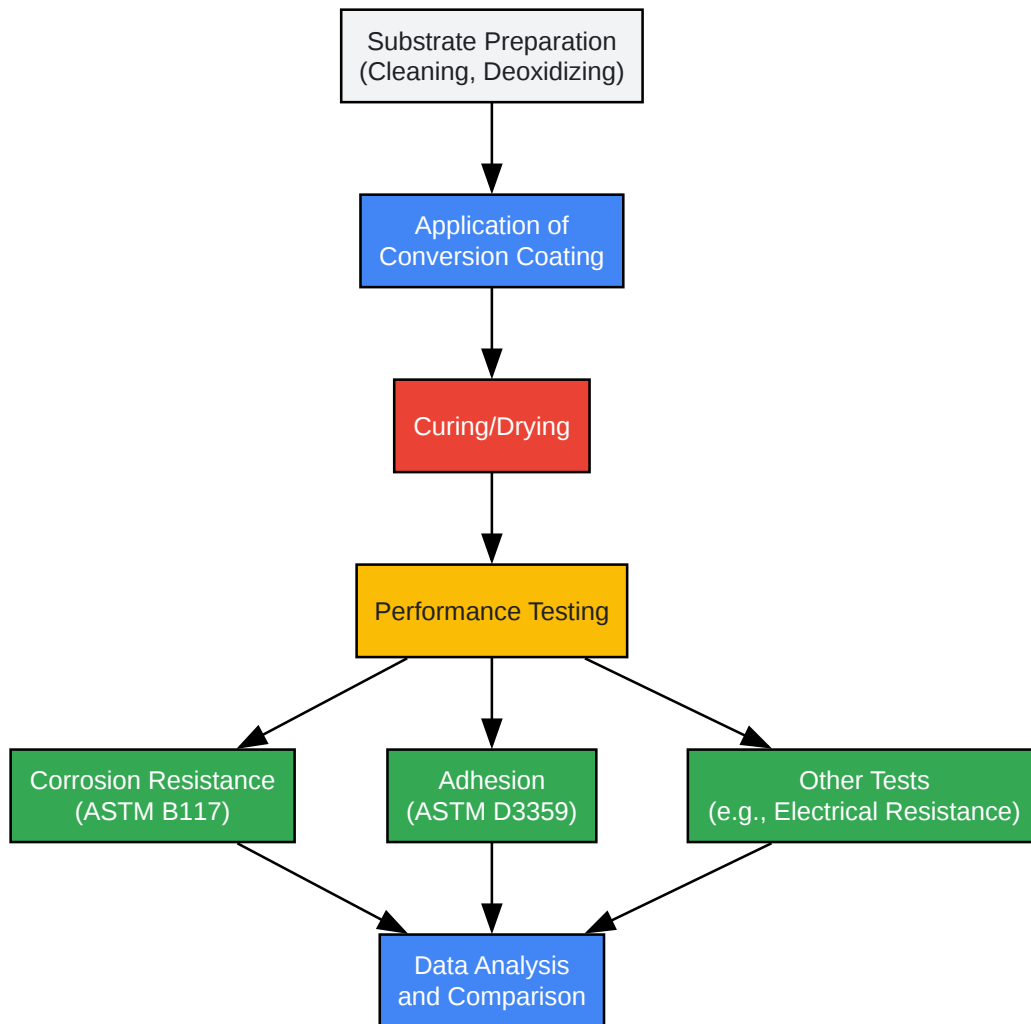 Substrate Preparation
(Cleaning, Deoxidizing)
Application of
Conversion Coating
Curing/Drying
Performance Testing
Corrosion Resistance
(ASTM B117)
Adhesion
(ASTM D3359)
Other Tests
(e.g., Electrical Resistance)
Data Analysis
and Comparison